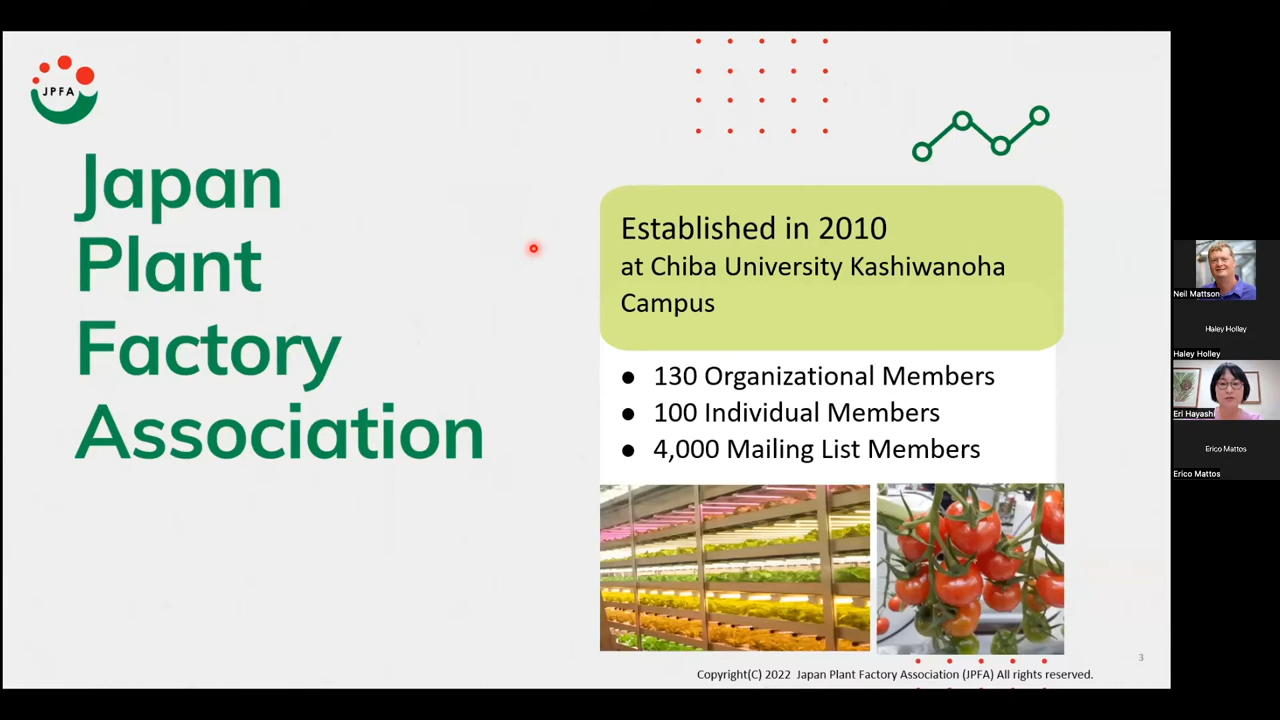 JPFA
Japan
Plant
Factory
Association
Established in 2010
at Chiba University Kashiwanoha
Campus
● 130 Organizational Members
● 100 Individual Members
● 4,000 Mailing List Members
3
Copyright(C) 2022 Japan Plant Factory Association (JPFA) All rights reserved.
Neil Mattson
Haley Holley
Haley Holley
Eri Hayashi
Erico Mattos
Erico Mattos